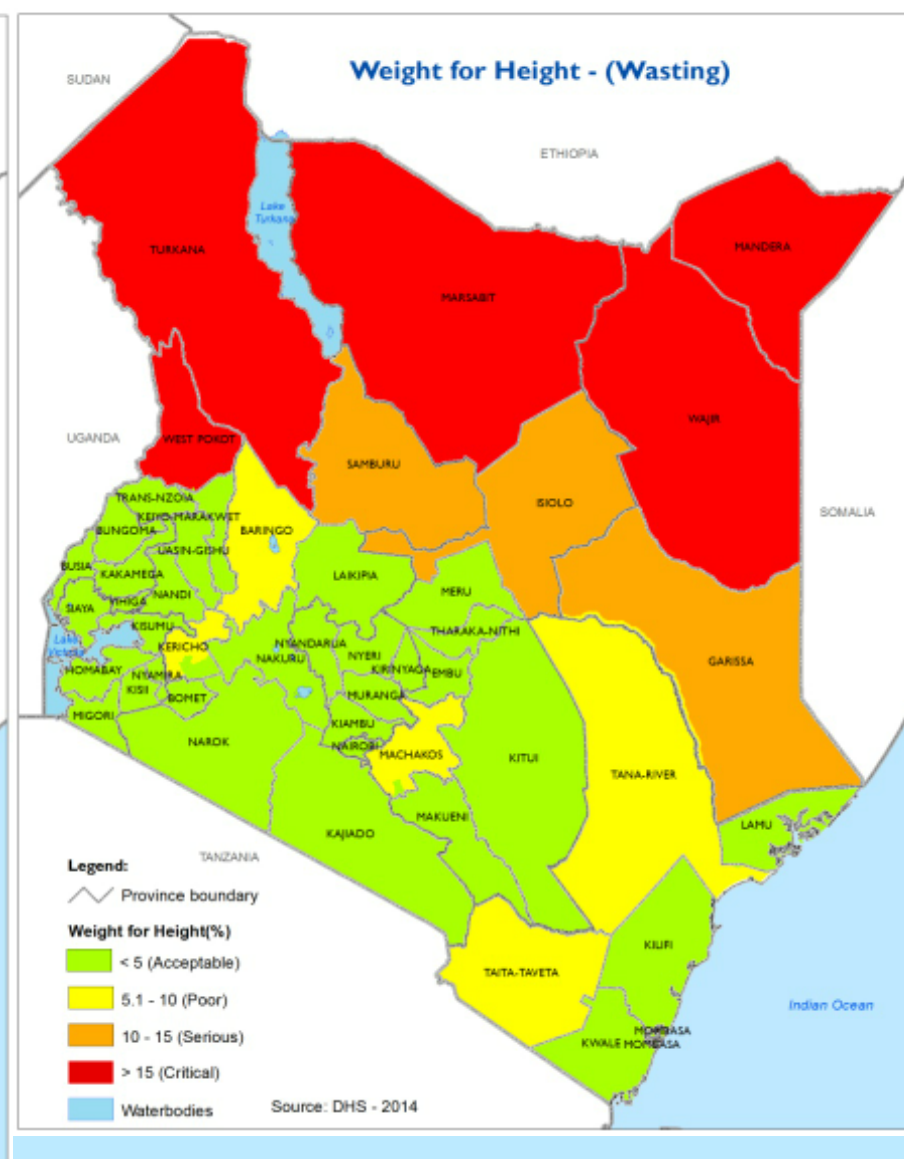 Weight for Height - (Wasting)
SUDAN
ETHIOPIA
Lake
Turkana
TURKANA
MANDERA
MARSABIT
WAJIR
UGANDA
WEST POKOT
SAMBURU
ISIOLO
SOMALIA
TRANS-NZOIA
KEIYO-MARAKWET
BUNGOMA
BARINGO
UASIN-GISHU
BUSIA
KAKAMEGA
LAIKIPIA
NANDI
MERU
VIHIGA
SIAYA
KISUMU
THARAKA-NITHI
Lake
Victoria
KERICHO
NYANDARUA
NYERI
NAKURU
GARISSA
HOMABAY
NYAMIRA
KIRINYAGA
EMBU
KISII
BOMET
MURANGA
MIGORI
KIAMBU
NAROK
NAIROBI
MACHAKOS
KITUI
TANA-RIVER
MAKUENI
LAMU
KAJIADO
TANZANIA
KILIFI
TAITA-TAVETA
Indian Ocean
MOMBASA
KWALE
MOMBASA
Legend:
Province boundary
Weight for Height(%)
< 5 (Acceptable)
5.1 - 10 (Poor)
10 - 15 (Serious)
> 15 (Critical)
Waterbodies
Source: DHS - 2014